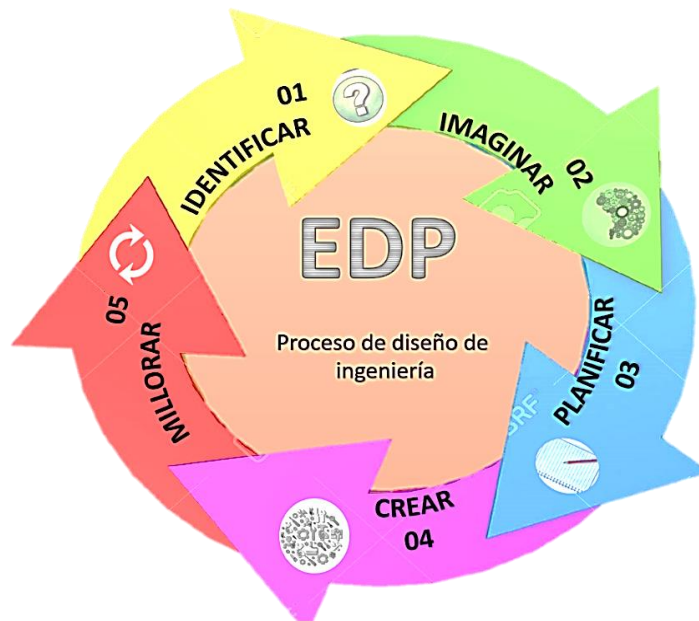 EDP
Proceso de diseño de
ingeniería
01
IDENTIFICAR
?
IMAGINAR
02
PLANIFICAR
03
CREAR
04
MILLORAR
05